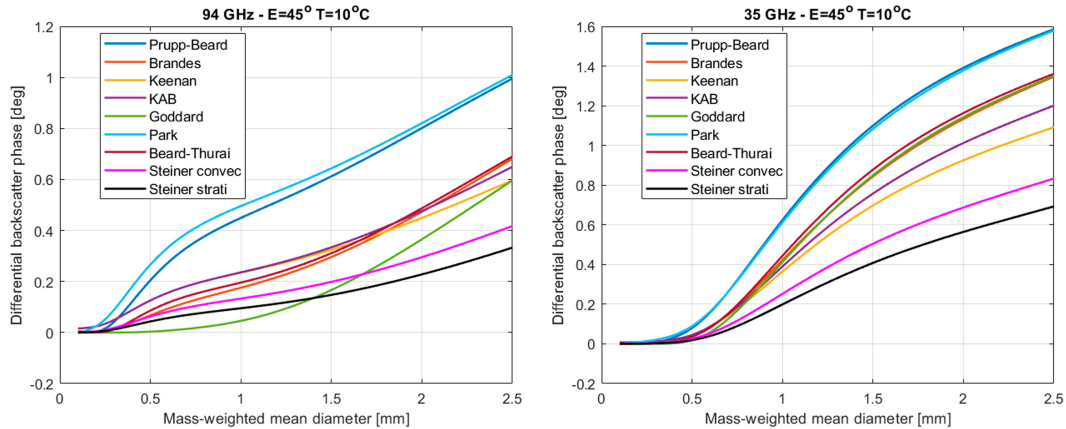 94 GHz - E=45° T=10°C
Differential backscatter phase [deg]
1.2
1
0.8
0.6
0.4
0.2
0
-0.2
Prupp-Beard
Brandes
Keenan
KAB
Goddard
Park
Beard-Thurai
Steiner convec
Steiner strati
0 0.5 1 1.5 2 2.5
Mass-weighted mean diameter [mm]
35 GHz - E=45° T=10°C
Differential backscatter phase [deg]
1.6
1.4
1.2
1
0.8
0.6
0.4
0.2
0
-0.2
Prupp-Beard
Brandes
Keenan
KAB
Goddard
Park
Beard-Thurai
Steiner convec
Steiner strati
0 0.5 1 1.5 2 2.5
Mass-weighted mean diameter [mm]